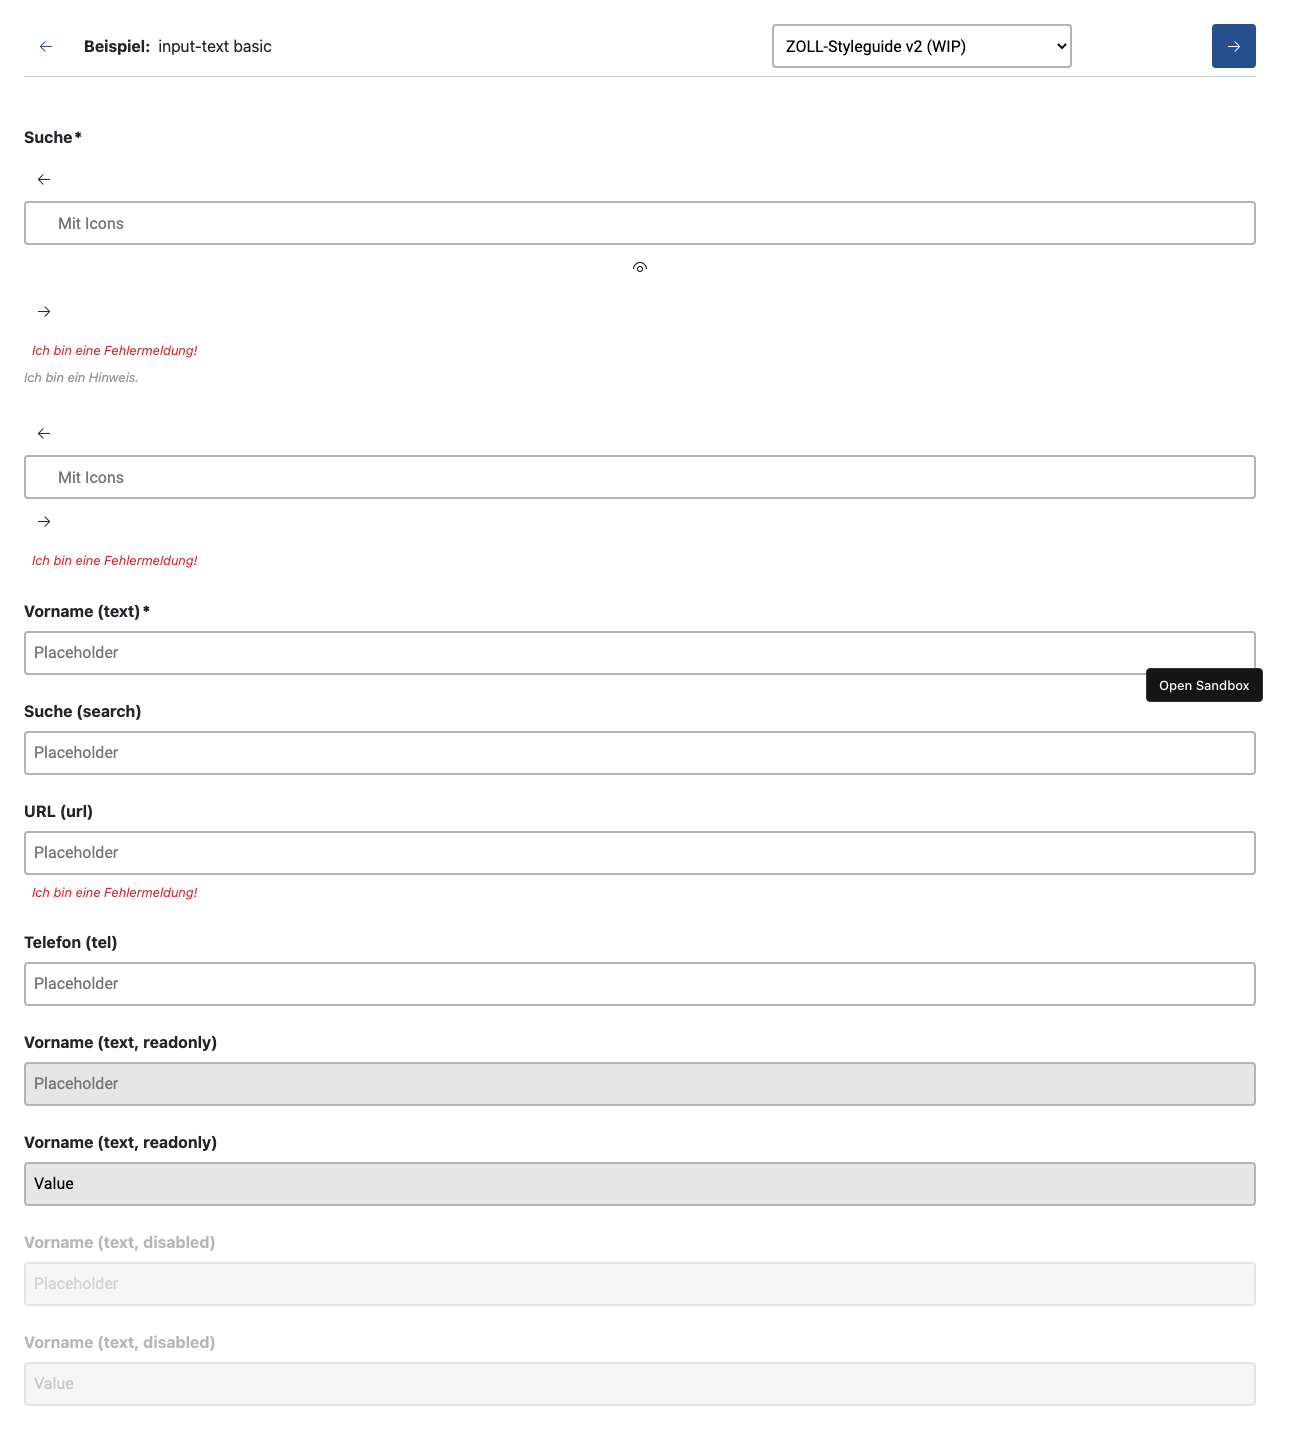 Beispiel: input-text basic
ZOLL-Styleguide v2 (WIP)
Suche*
Mit Icons
Ich bin eine Fehlermeldung!
Ich bin ein Hinweis.
Mit Icons
Ich bin eine Fehlermeldung!
Vorname (text)*
Placeholder
Open Sandbox
Suche (search)
Placeholder
URL (url)
Placeholder
Ich bin eine Fehlermeldung!
Telefon (tel)
Placeholder
Vorname (text, readonly)
Placeholder
Vorname (text, readonly)
Value
Vorname (text, disabled)
Placeholder
Vorname (text, disabled)
Value